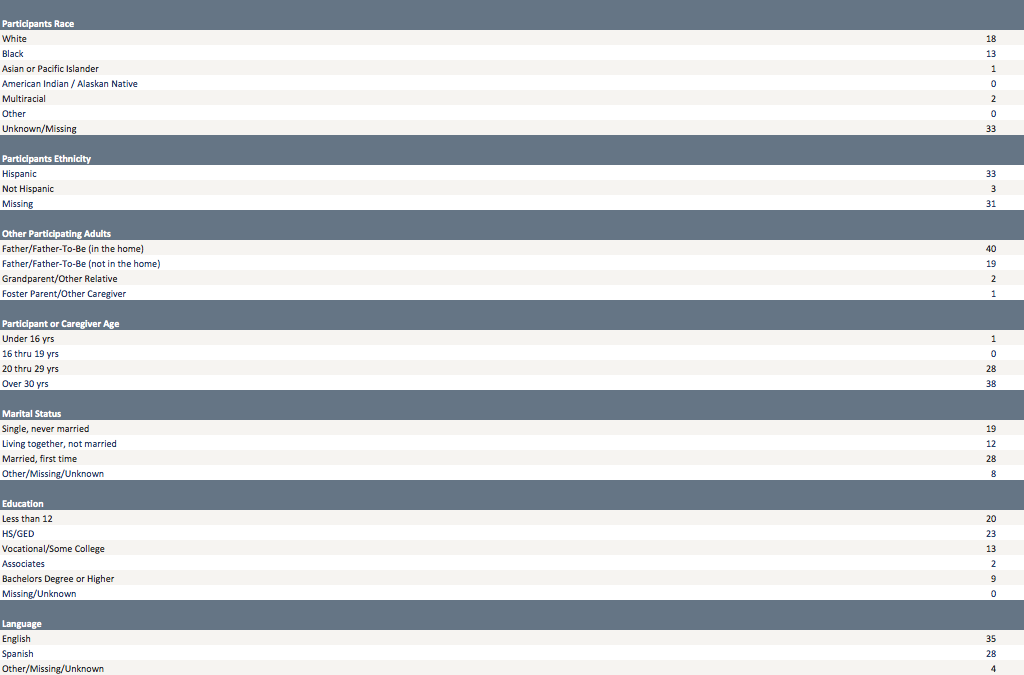 Participants Race
White 18
Black 13
Asian or Pacific Islander 1
American Indian / Alaskan Native 0
Multiracial 2
Other 0
Unknown/Missing 33
Participants Ethnicity
Hispanic 33
Not Hispanic 3
Missing 31
Other Participating Adults
Father/Father-To-Be (in the home) 40
Father/Father-To-Be (not in the home) 19
Grandparent/Other Relative 2
Foster Parent/Other Caregiver 1
Participant or Caregiver Age
Under 16 yrs 1
16 thru 19 yrs 0
20 thru 29 yrs 28
Over 30 yrs 38
Marital Status
Single, never married 19
Living together, not married 12
Married, first time 28
Other/Missing/Unknown 8
Education
Less than 12 20
HS/GED 23
Vocational/Some College 13
Associates 2
Bachelors Degree or Higher 9
Missing/Unknown 0
Language
English 35
Spanish 28
Other/Missing/Unknown 4